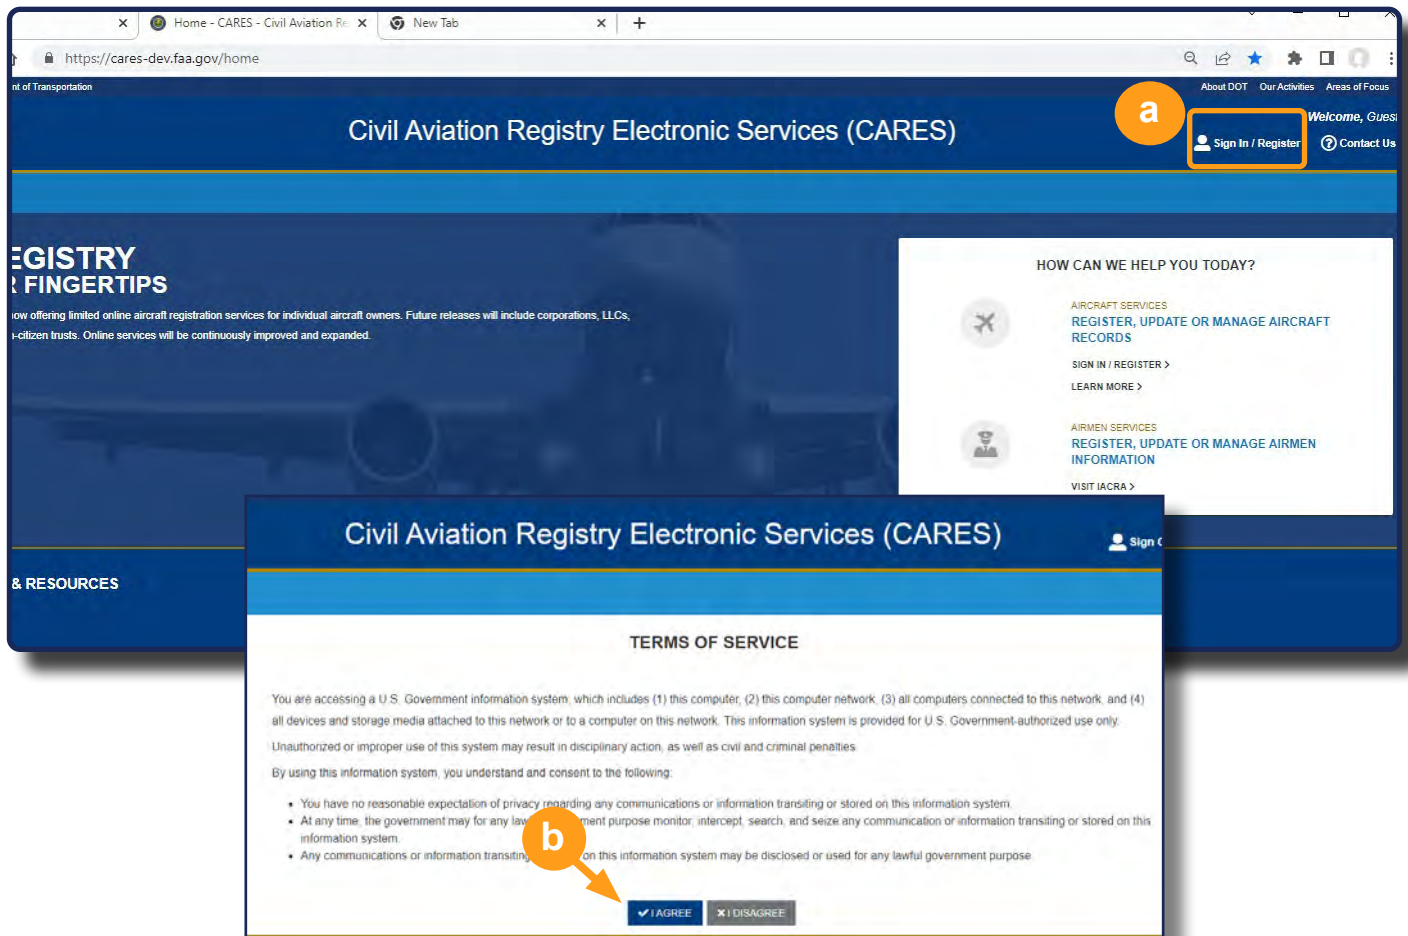 Home - CARES - Civil Aviation Re
New Tab
https://cares-dev.faa.gov/home
nt of Transportation
About DOT Our Activities Areas of Focus
a
Welcome, Gues
Civil Aviation Registry Electronic Services (CARES)
Sign In / Register
Contact Us
EGISTRY
R FINGERTIPS
ow offering limited online aircraft registration services for individual aircraft owners. Future releases will include corporations, LLCs,
-citizen trusts. Online services will be continuously improved and expanded.
HOW CAN WE HELP YOU TODAY?
AIRCRAFT SERVICES
REGISTER, UPDATE OR MANAGE AIRCRAFT
RECORDS
SIGN IN / REGISTER >
LEARN MORE >
AIRMEN SERVICES
REGISTER, UPDATE OR MANAGE AIRMEN
INFORMATION
VISIT IACRA >
& RESOURCES
Civil Aviation Registry Electronic Services (CARES)
Sign
TERMS OF SERVICE
You are accessing a U.S. Government information system, which includes (1) this computer, (2) this computer network, (3) all computers connected to this network, and (4)
all devices and storage media attached to this network or to a computer on this network. This information system is provided for U.S. Government-authorized use only.
Unauthorized or improper use of this system may result in disciplinary action, as well as civil and criminal penalties.
By using this information system, you understand and consent to the following:
• You have no reasonable expectation of privacy regarding any communications or information transiting or stored on this information system.
• At any time, the government may for any law ment purpose monitor, intercept, search, and seize any communication or information transiting or stored on this
information system.
• Any communications or information transiting on this information system may be disclosed or used for any lawful government purpose.
b
I AGREE
I DISAGREE